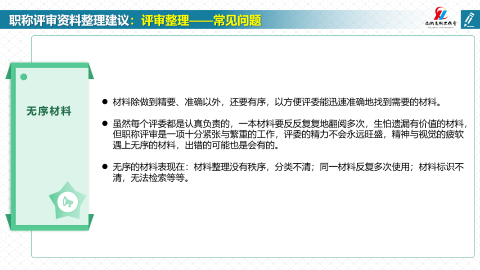 职称评审资料整理建议：评审整理——常见问题
无序材料
材料除做到精要、准确以外，还要有序，以方便评委能迅速准确地找到需要的材料。
虽然每个评委都是认真负责的，一本材料要反反复复地翻阅多次，生怕遗漏有价值的材料，
但职称评审是一项十分紧张与繁重的工作，评委的精力不会永远旺盛，精神与视觉的疲软
遇上无序的材料，出错的可能也是会有的。
无序的材料表现在：材料整理没有秩序，分类不清；同一材料反复多次使用；材料标识不
清，无法检索等等。